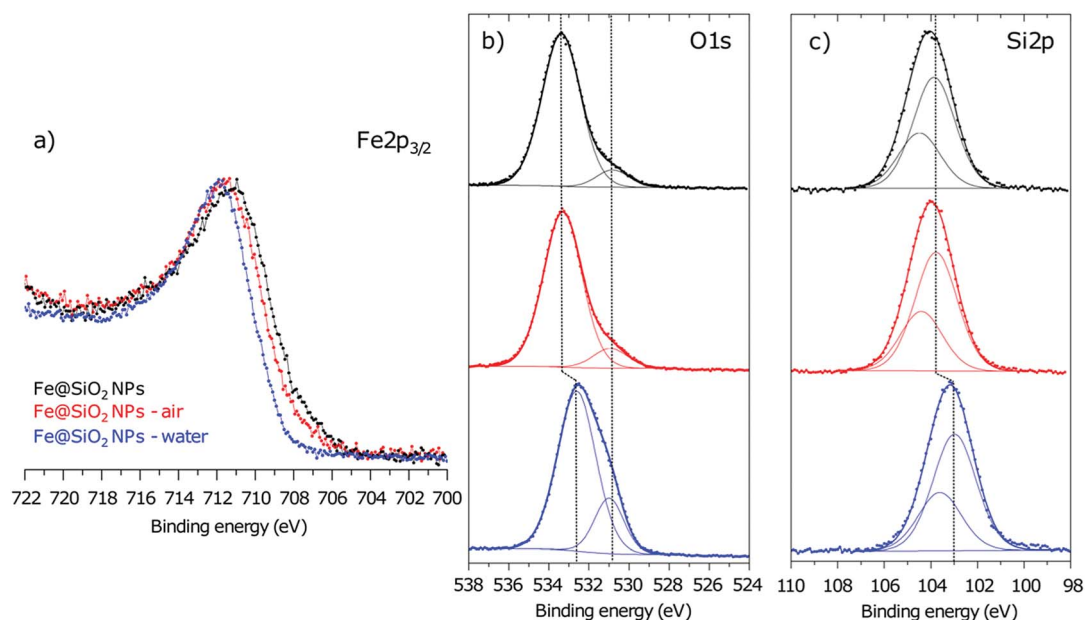 a)
Fe2p3/2
Fe@SiO2 NPs
Fe@SiO2 NPs - air
Fe@SiO2 NPs - water
722 720 718 716 714 712 710 708 706 704 702 700
Binding energy (eV)
b)
O1s
538 536 534 532 530 528 526 524
Binding energy (eV)
c)
Si2p
110 108 106 104 102 100 98
Binding energy (eV)